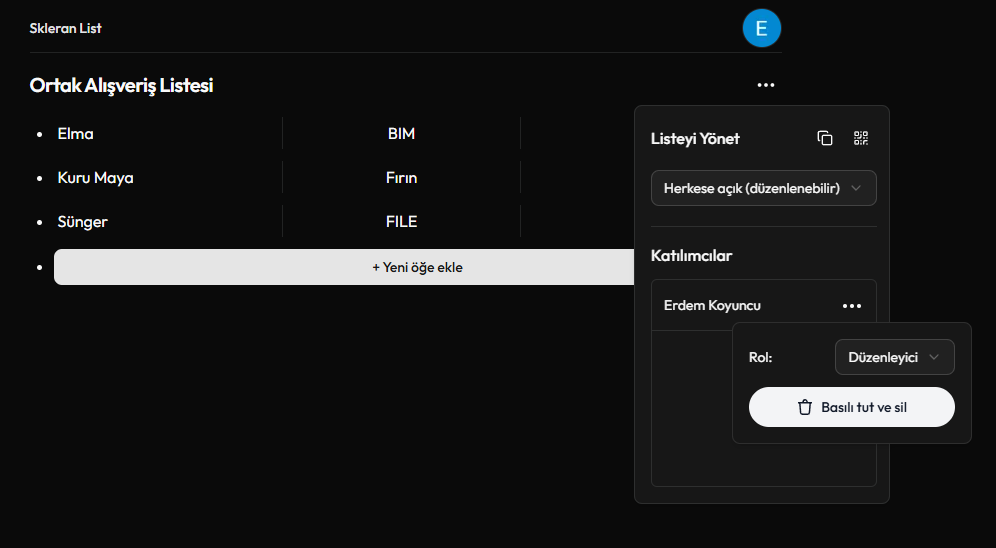 Skleran List
E
Ortak Alışveriş Listesi
Elma BIM
Kuru Maya Fırın
Sünger FILE
+ Yeni öğe ekle
Listeyi Yönet
Herkese açık (düzenlenebilir)
Katılımcılar
Erdem Koyuncu
Rol: Düzenleyici
Basılı tut ve sil